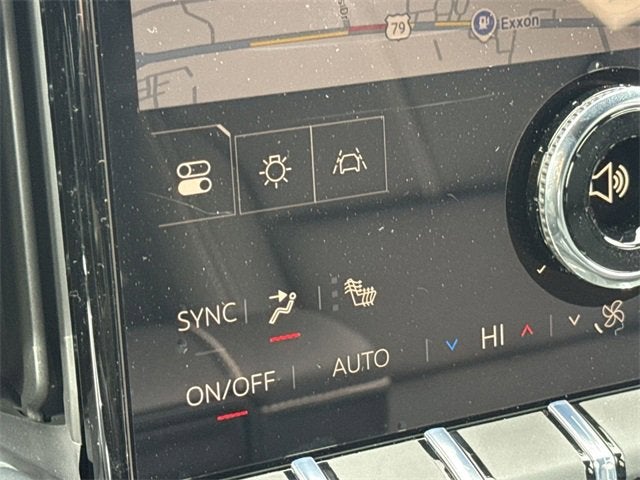 79
Exxon
SYNC
HI
ON/OFF
AUTO